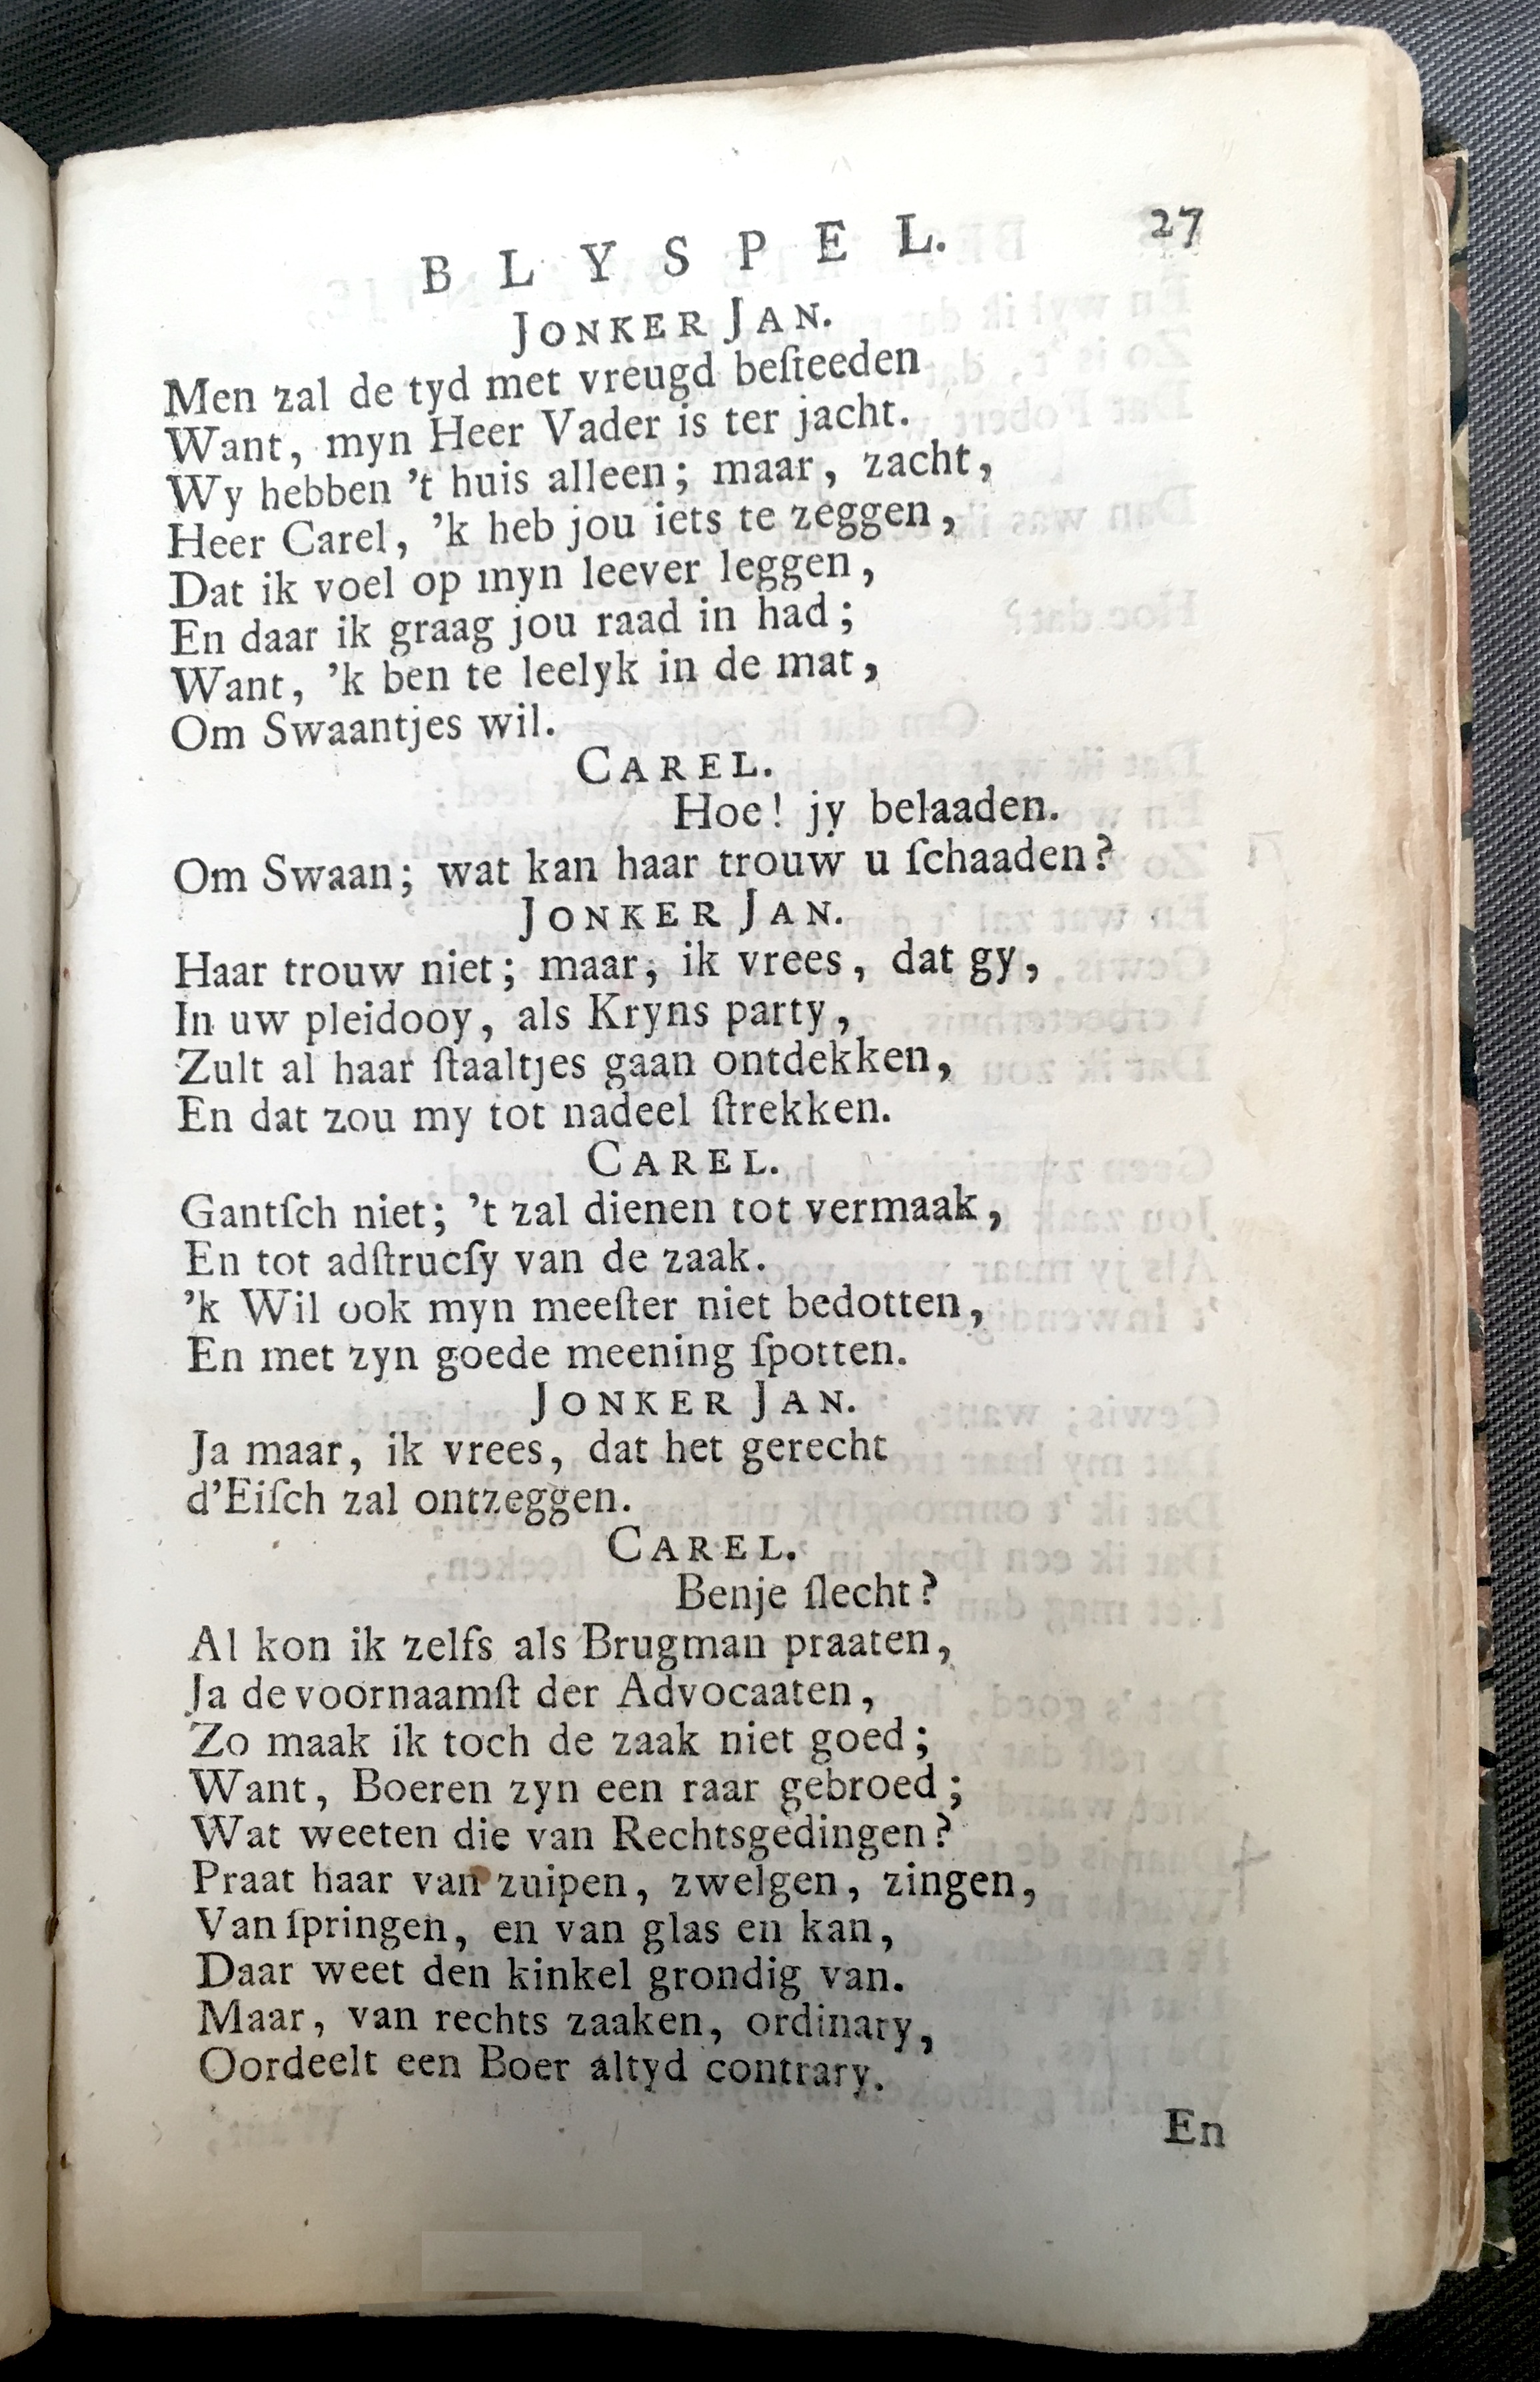 BLYSPEL. 27
JONKER JAN.
Men zal de tyd met vreugd beſteeden
Want, myn Heer Vader is ter jacht.
Wy hebben 't huis alleen; maar, zacht,
Heer Carel, 'k heb jou iets te zeggen,
Dat ik voel op myn leever leggen,
En daar ik graag jou raad in had;
Want, 'k ben te leelyk in de mat,
Om Swaantjes wil.
CAREL.
Hoe! jy belaaden.
Om Swaan; wat kan haar trouw u ſchaaden?
JONKER JAN.
Haar trouw niet; maar, ik vrees, dat gy,
In uw pleidooy, als Kryns party,
Zult al haar ſtaaltjes gaan ontdekken,
En dat zou my tot nadeel ſtrekken.
CAREL.
Gantſch niet; 't zal dienen tot vermaak,
En tot adſtrucſy van de zaak.
'k Wil ook myn meeſter niet bedotten,
En met zyn goede meening ſpotten.
JONKER JAN.
Ja maar, ik vrees, dat het gerecht
d'Eiſch zal ontzeggen.
CAREL.
Benje ſlecht?
Al kon ik zelfs als Brugman praaten,
Ja de voornaamſt der Advocaaten,
Zo maak ik toch de zaak niet goed;
Want, Boeren zyn een raar gebroed;
Wat weeten die van Rechtsgedingen?
Praat haar van zuipen, zwelgen, zingen,
Van ſpringen, en van glas en kan,
Daar weet den kinkel grondig van.
Maar, van rechts zaaken, ordinary,
Oordeelt een Boer altyd contrary.
En